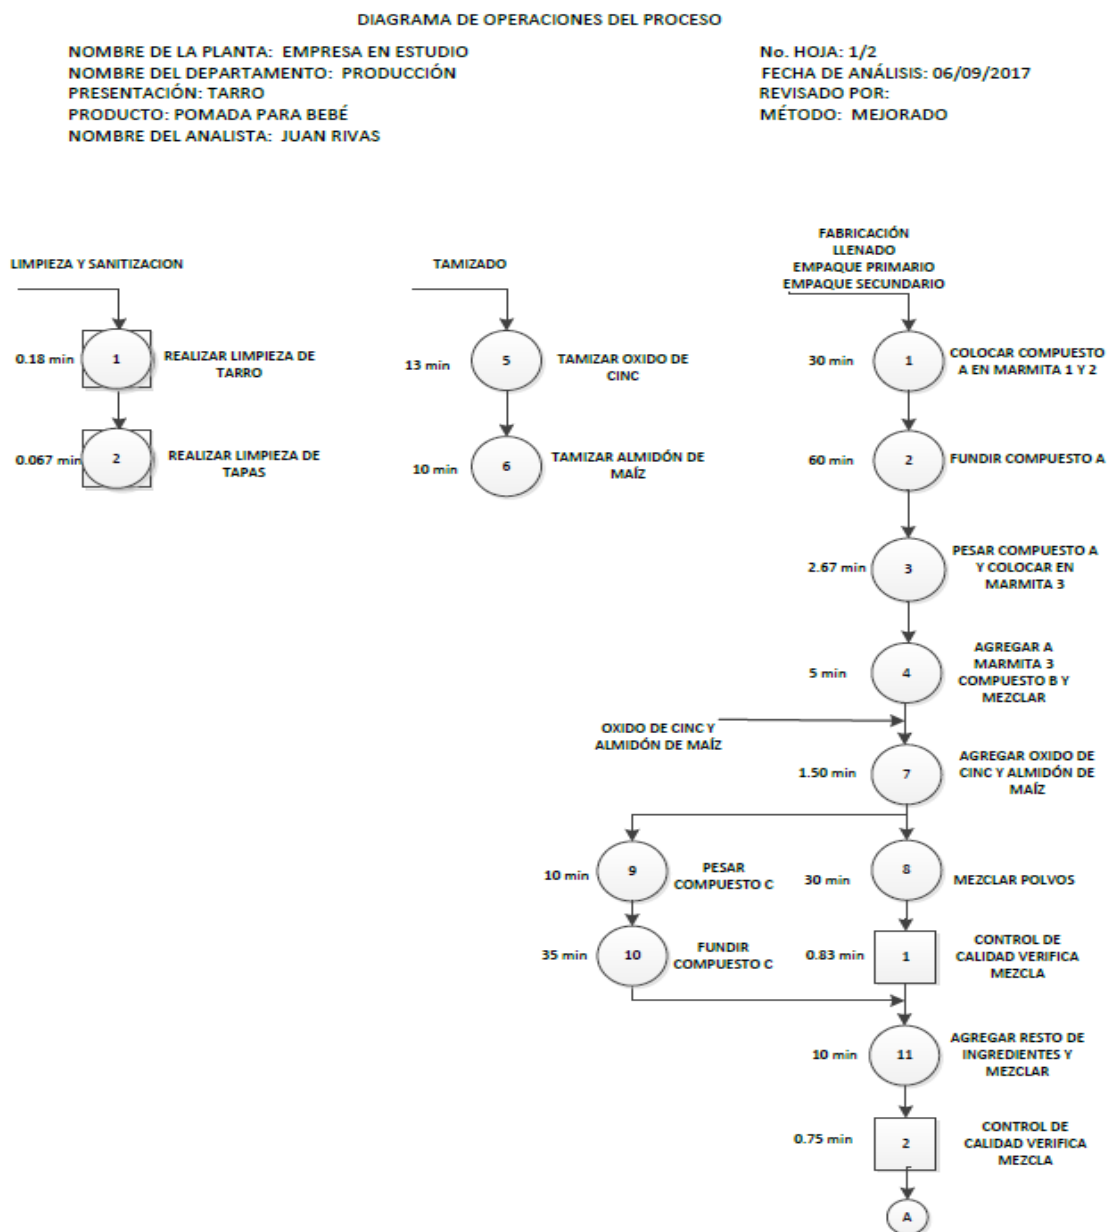 DIAGRAMA DE OPERACIONES DEL PROCESO
NOMBRE DE LA PLANTA: EMPRESA EN ESTUDIO
NOMBRE DEL DEPARTAMENTO: PRODUCCIÓN
PRESENTACIÓN: TARRO
PRODUCTO: POMADA PARA BEBÉ
NOMBRE DEL ANALISTA: JUAN RIVAS
No. HOJA: 1/2
FECHA DE ANÁLISIS: 06/09/2017
REVISADO POR:
MÉTODO: MEJORADO
LIMPIEZA Y SANITIZACION
0.18 min
1
REALIZAR LIMPIEZA DE
TARRO
0.067 min
2
REALIZAR LIMPIEZA DE
TAPAS
TAMIZADO
13 min
5
TAMIZAR OXIDO DE
CINC
10 min
6
TAMIZAR ALMIDÓN DE
MAÍZ
FABRICACIÓN
LLENADO
EMPAQUE PRIMARIO
EMPAQUE SECUNDARIO
30 min
1
COLOCAR COMPUESTO
A EN MARMITA 1 Y 2
60 min
2
FUNDIR COMPUESTO A
2.67 min
3
PESAR COMPUESTO A
Y COLOCAR EN
MARMITA 3
5 min
4
AGREGAR A
MARMITA 3
COMPUESTO B Y
MEZCLAR
OXIDO DE CINC Y
ALMIDÓN DE MAÍZ
1.50 min
7
AGREGAR OXIDO DE
CINC Y ALMIDÓN DE
MAÍZ
10 min
9
PESAR
COMPUESTO C
30 min
8
MEZCLAR POLVOS
35 min
10
FUNDIR
COMPUESTO C
0.83 min
1
CONTROL DE
CALIDAD VERIFICA
MEZCLA
10 min
11
AGREGAR RESTO DE
INGREDIENTES Y
MEZCLAR
0.75 min
2
CONTROL DE
CALIDAD VERIFICA
MEZCLA
A